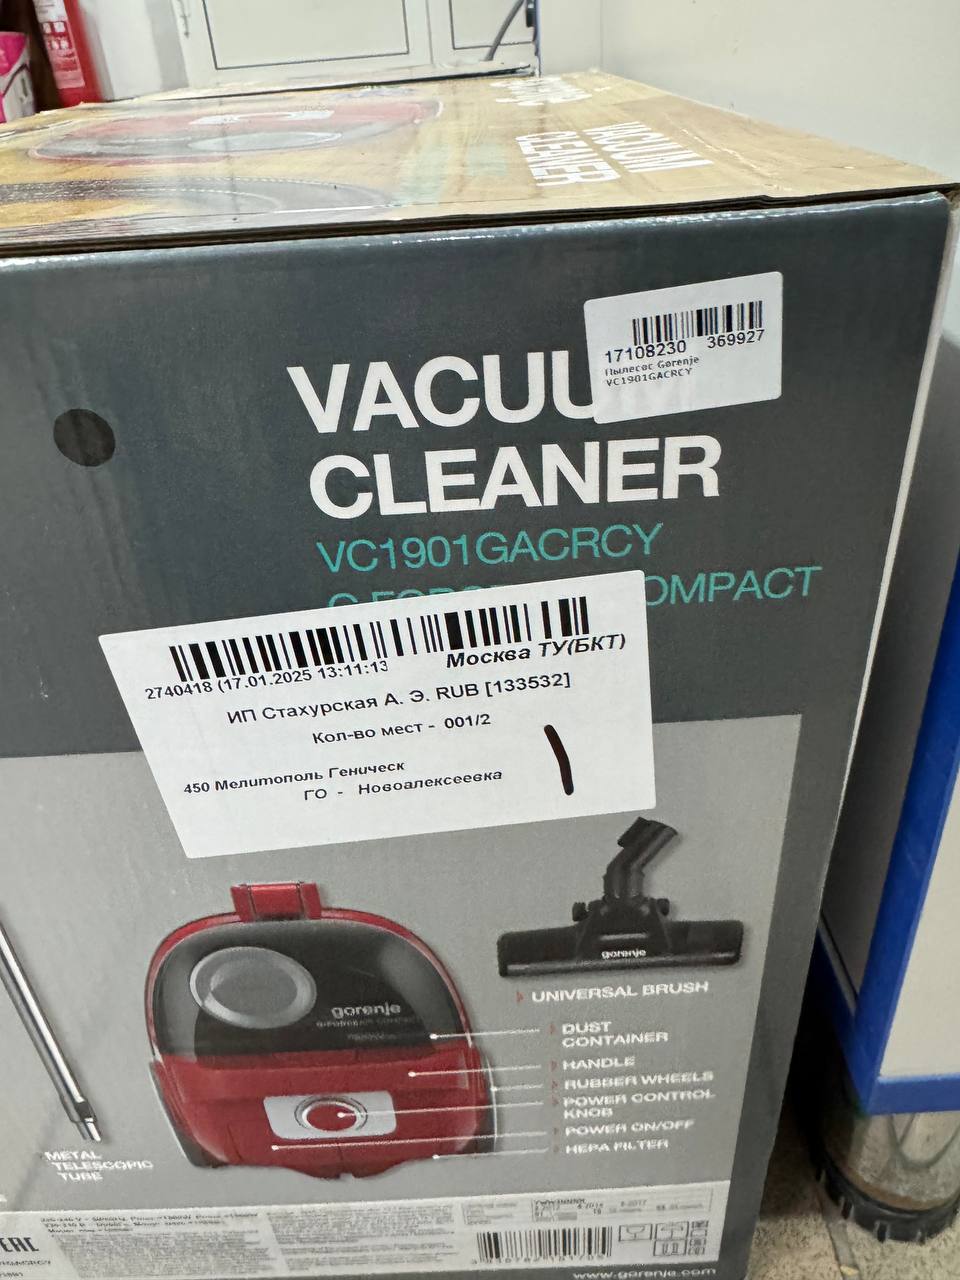 VACUUM
CLEANER
17108230 369927
Пылесос Gorenje
VC1901GACRCY
VACUU
CLEANER
VC1901GACRCY
OMPACT
2740418 (17.01.2025 13:11:13
Москва ТУ(БКТ)
ИП Стахурская А. Э. RUB [133532]
Кол-во мест - 001/2
450 Мелитополь Геническ
ГО - Новоалексеевка
gorenje
gorenje
UNIVERSAL BRUSH
DUST
CONTAINER
HANDLE
RUBBER WHEELS
POWER CONTROL
KNOB
POWER ON/OFF
HEPA FILTER
METAL
TELESCOPIC
TUBE
EAC
www.gorenje.com